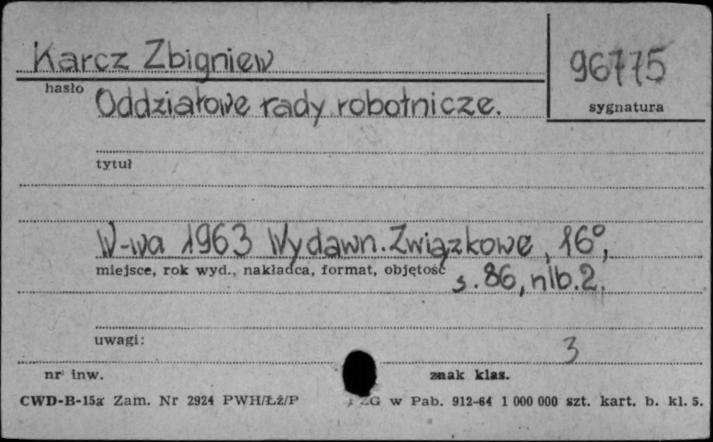 Karcz Zbigniew
96775
hasło
sygnatura
Oddziałowe rady robotnicze.
tytuł
W-wa 1963 Wydawn. Związkowe, 16°,
miejsce, rok wyd., nakładca, format, objętość
s. 86, nlb. 2.
uwagi:
3
nr inw.
znak klas.
CWD-B-15a Zam. Nr 2924 PWH/Łż/P
w Pab. 912-64 1 000 000 szt. kart. b. kl. 5.